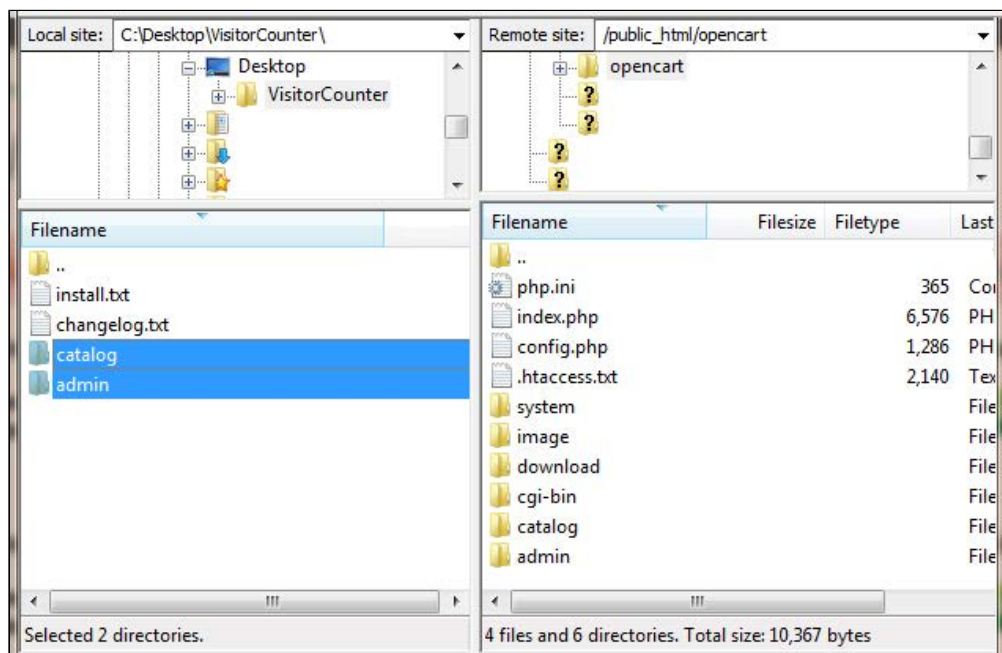 Local site: C:\Desktop\VisitorCounter\
Desktop
VisitorCounter
Filename
..
install.txt
changelog.txt
catalog
admin
Selected 2 directories.
Remote site: /public_html/opencart
opencart
?
?
?
?
Filename Filesize Filetype Last
..
php.ini 365 Co
index.php 6,576 PH
config.php 1,286 PH
.htaccess.txt 2,140 Tex
system File
image File
download File
cgi-bin File
catalog File
admin File
4 files and 6 directories. Total size: 10,367 bytes